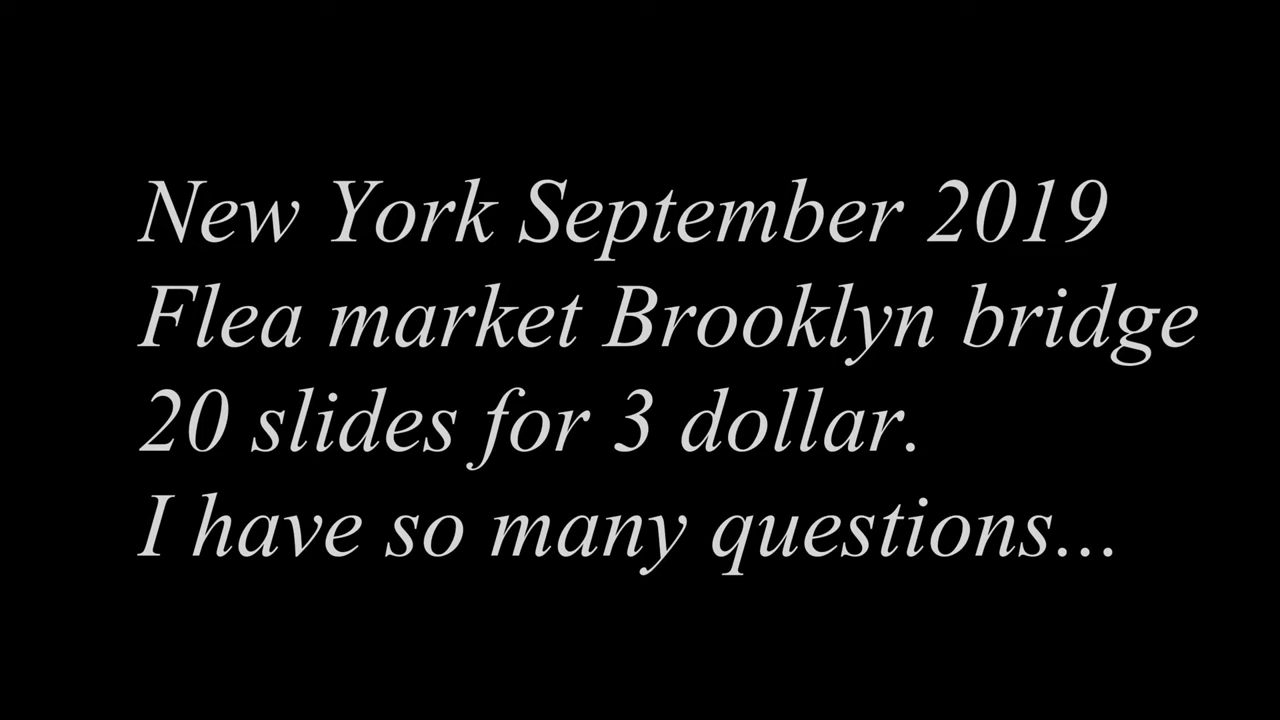 New York September 2019
Flea market Brooklyn bridge
20 slides for 3 dollar.
I have so many questions...